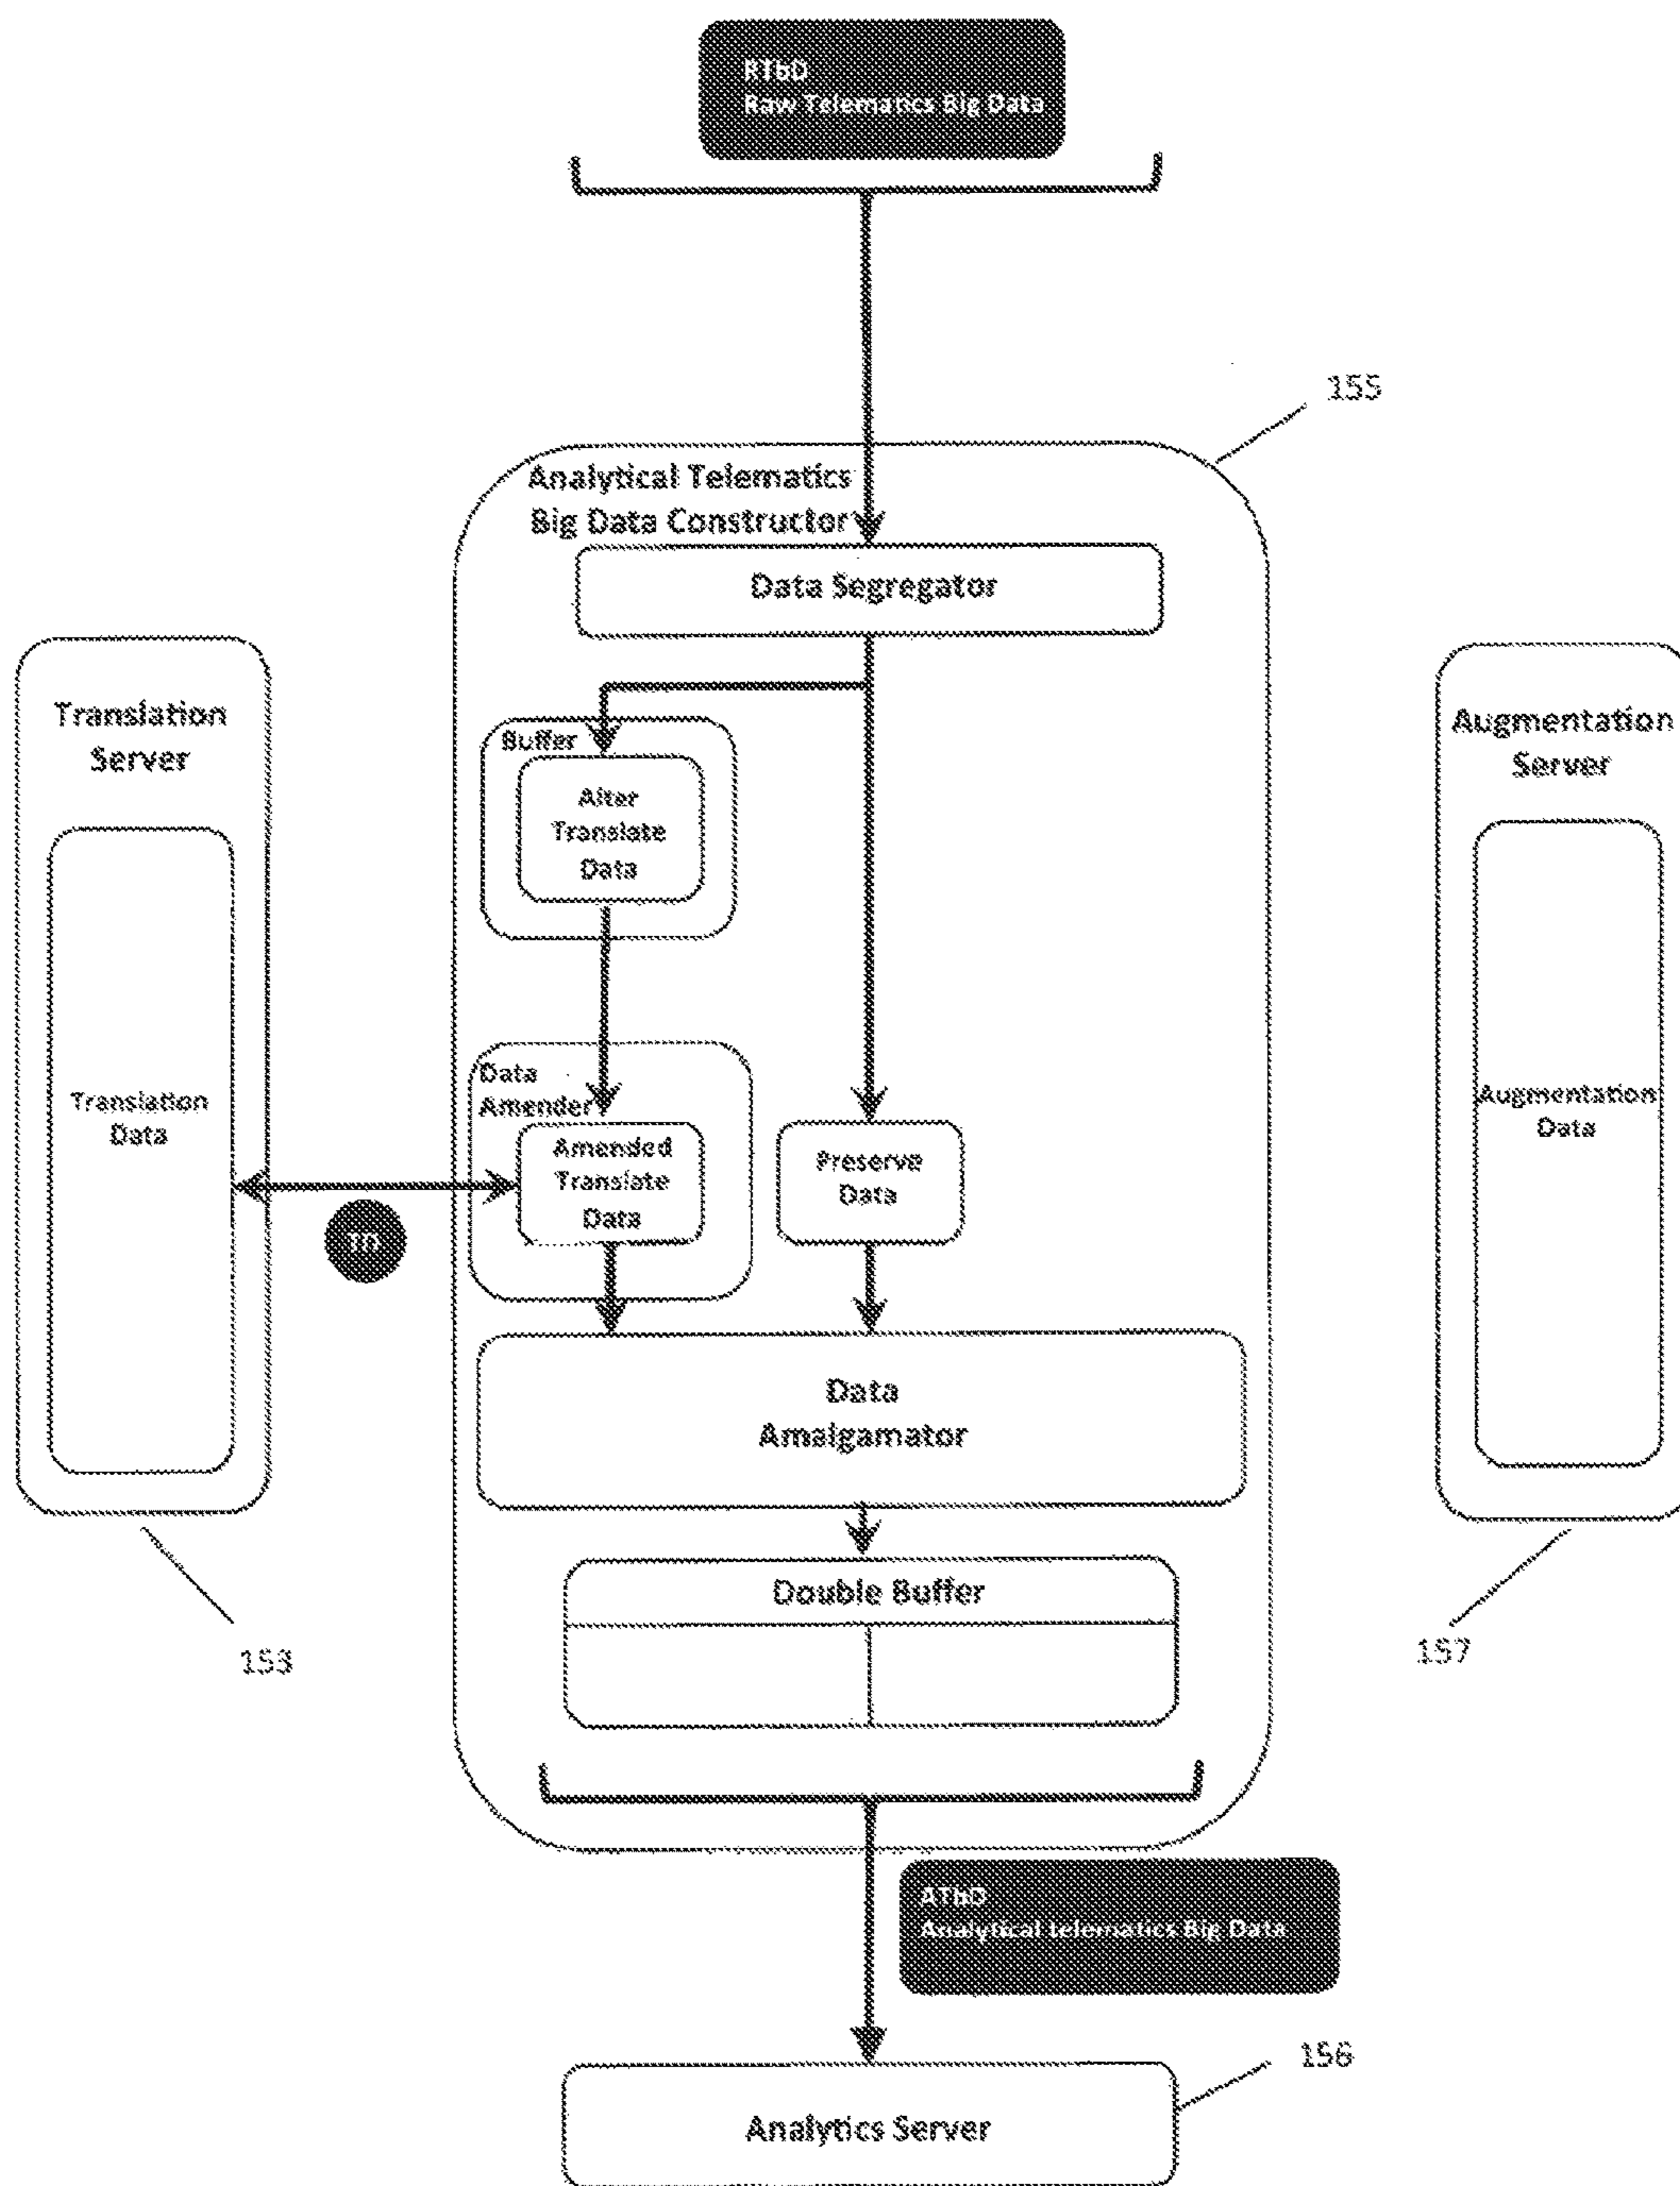 RTbD
Raw Telematics Big Data
155
Analytical Telematics
Big Data Constructor
Data Segregator
Translation
Server
Translation
Data
Buffer
Alter
Translate
Data
Augmentation
Server
Augmentation
Data
Data
Amender
Amended
Translate
Data
Preserve
Data
TD
Data
Amalgamator
Double Buffer
153
157
ATbD
Analytical telematics Big Data
156
Analytics Server